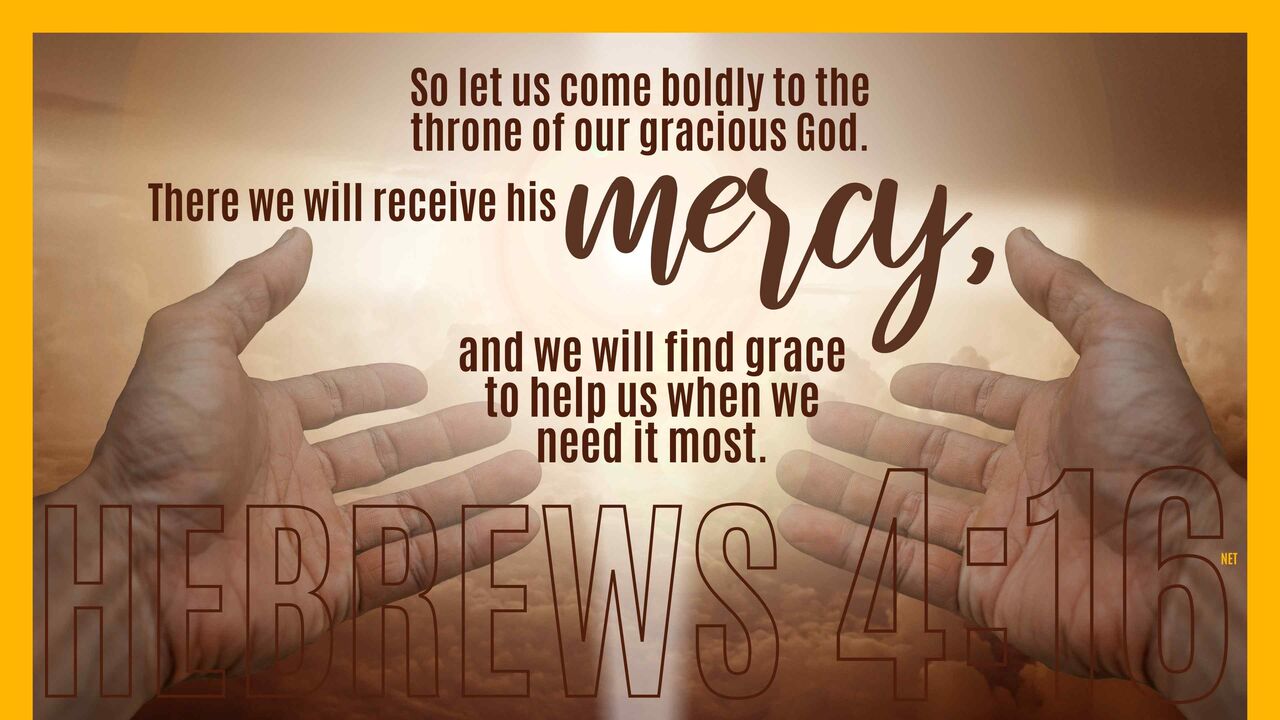 So let us come boldly to the
throne of our gracious God.
There we will receive his mercy,
and we will find grace
to help us when we
need it most.
HEBREWS 4:16
NET